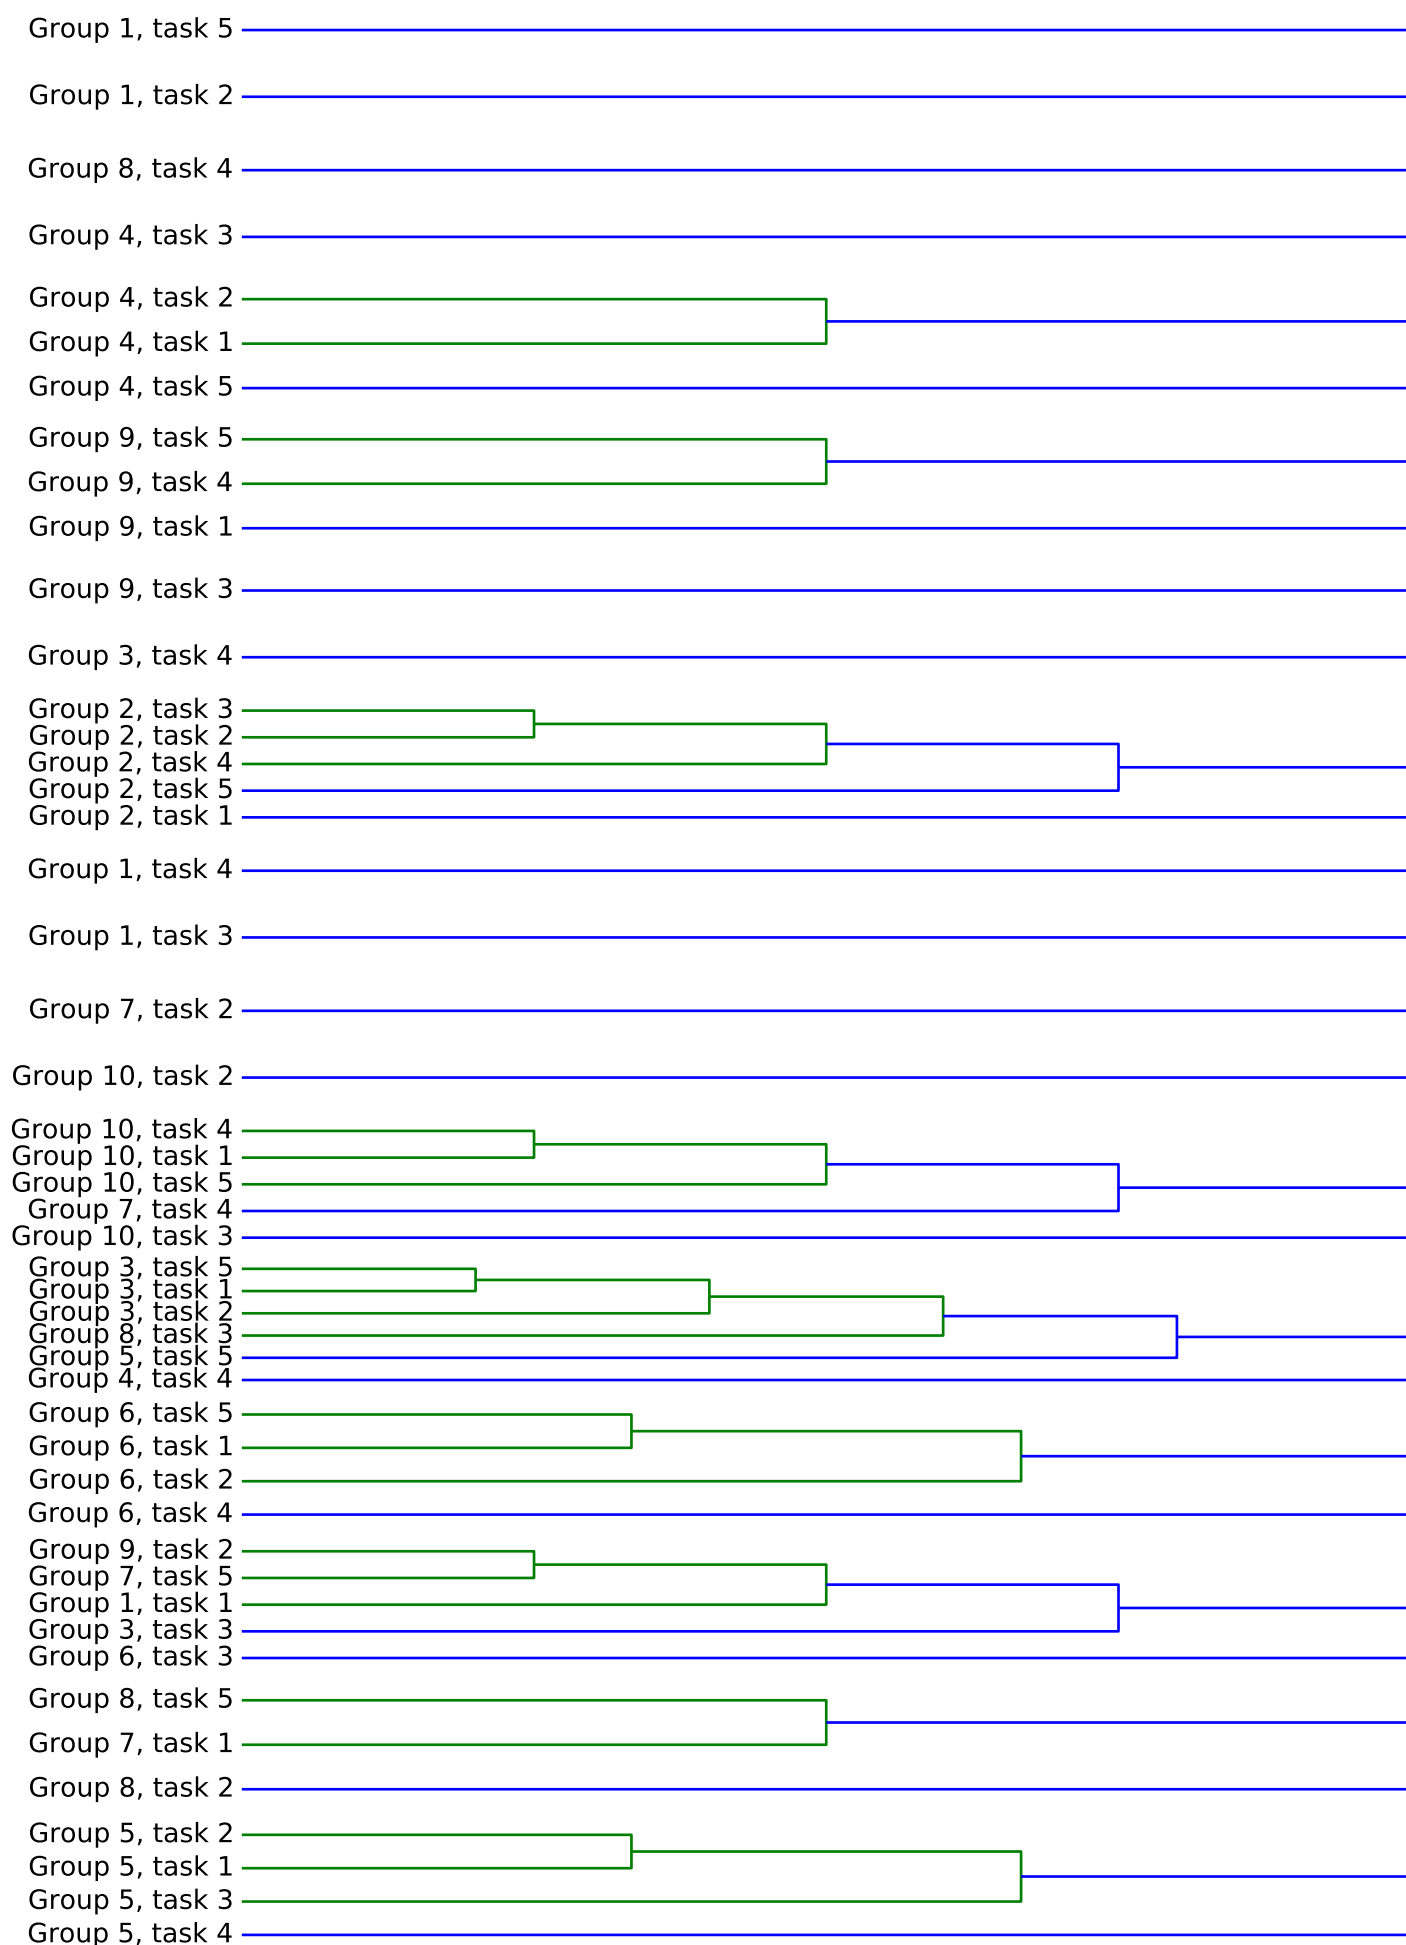 Group 1, task 5
Group 1, task 2
Group 8, task 4
Group 4, task 3
Group 4, task 2
Group 4, task 1
Group 4, task 5
Group 9, task 5
Group 9, task 4
Group 9, task 1
Group 9, task 3
Group 3, task 4
Group 2, task 3
Group 2, task 2
Group 2, task 4
Group 2, task 5
Group 2, task 1
Group 1, task 4
Group 1, task 3
Group 7, task 2
Group 10, task 2
Group 10, task 4
Group 10, task 1
Group 10, task 5
Group 7, task 4
Group 10, task 3
Group 3, task 5
Group 3, task 1
Group 3, task 2
Group 8, task 3
Group 5, task 5
Group 4, task 4
Group 6, task 5
Group 6, task 1
Group 6, task 2
Group 6, task 4
Group 9, task 2
Group 7, task 5
Group 1, task 1
Group 3, task 3
Group 6, task 3
Group 8, task 5
Group 7, task 1
Group 8, task 2
Group 5, task 2
Group 5, task 1
Group 5, task 3
Group 5, task 4